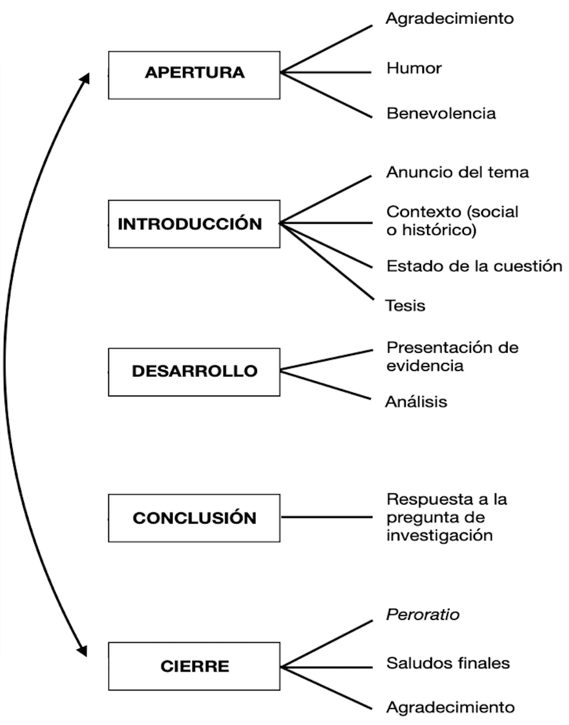 APERTURA
Agradecimiento
Humor
Benevolencia
INTRODUCCIÓN
Anuncio del tema
Contexto (social
o histórico)
Estado de la cuestión
Tesis
DESARROLLO
Presentación de
evidencia
Análisis
CONCLUSIÓN
Respuesta a la
pregunta de
investigación
CIERRE
Peroratio
Saludos finales
Agradecimiento